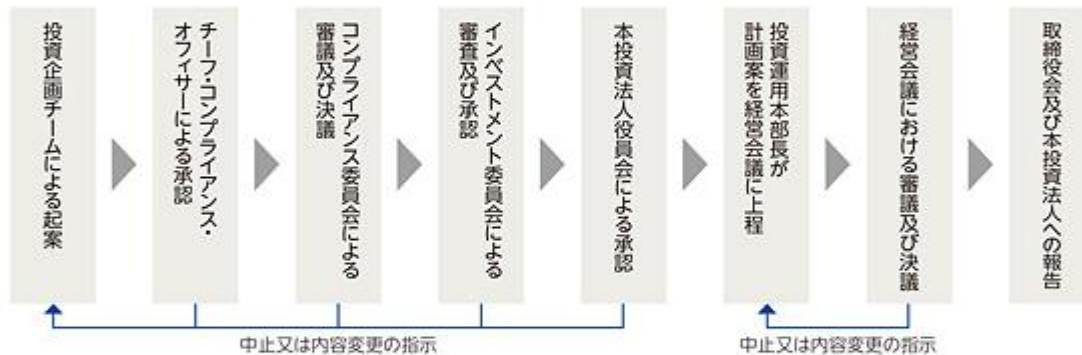 投資企画チームによる起案
チーフ・コンプライアンス・
オフィサーによる承認
コンプライアンス委員会による
審議及び決議
インベストメント委員会による
審査及び承認
本投資法人役員会による承認
投資運用本部長が
計画案を経営会議に上程
経営会議における審議及び決議
取締役会及び本投資法人への報告
中止又は内容変更の指示
中止又は内容変更の指示